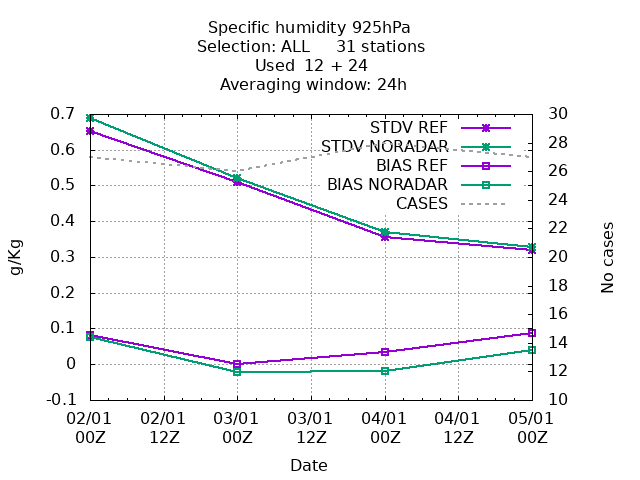 Specific humidity 925hPa
Selection: ALL     31 stations
Used  12 + 24
Averaging window: 24h
0.7
0.6
0.5
0.4
0.3
0.2
0.1
0
-0.1
g/Kg
30
28
26
24
22
20
18
16
14
12
10
No cases
STDV REF
STDV NORADAR
BIAS REF
BIAS NORADAR
CASES
02/01 02/01 03/01 03/01 04/01 04/01 05/01
00Z 12Z 00Z 12Z 00Z 12Z 00Z
Date